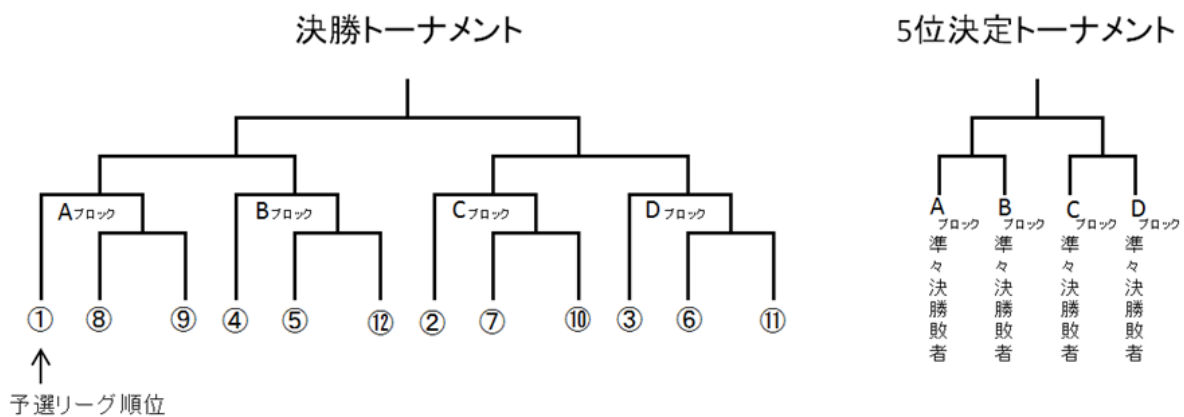 決勝トーナメント
5位決定トーナメント
Aブロック
Bブロック
Cブロック
Dブロック
① ⑧ ⑨ ④ ⑤ ⑫ ② ⑦ ⑩ ③ ⑥ ⑪
予選リーグ順位
Aブロック準々決勝敗者
Bブロック準々決勝敗者
Cブロック準々決勝敗者
Dブロック準々決勝敗者